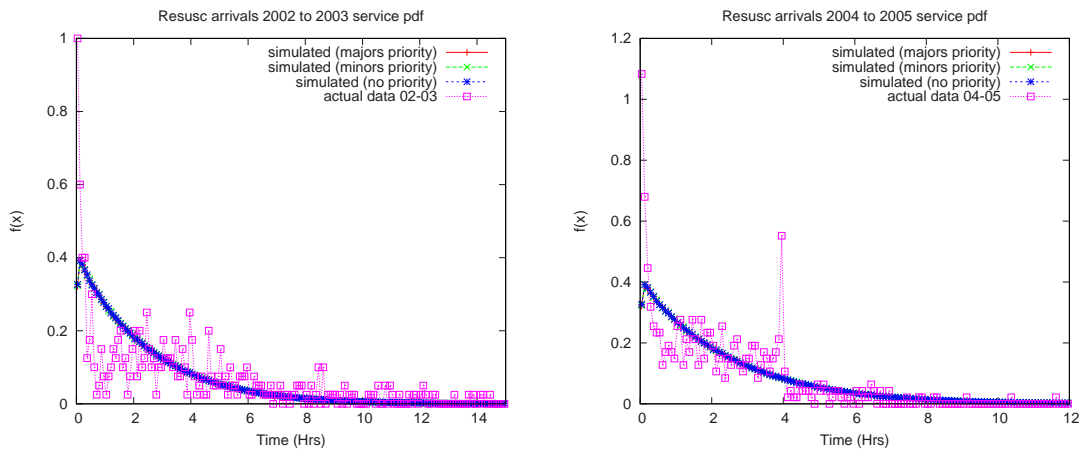 Resusc arrivals 2002 to 2003 service pdf
simulated (majors priority)
simulated (minors priority)
simulated (no priority)
actual data 02-03
1
0.8
0.6
0.4
0.2
0
f(x)
0 2 4 6 8 10 12 14
Time (Hrs)
Resusc arrivals 2004 to 2005 service pdf
simulated (majors priority)
simulated (minors priority)
simulated (no priority)
actual data 04-05
1.2
1
0.8
0.6
0.4
0.2
0
f(x)
0 2 4 6 8 10 12
Time (Hrs)